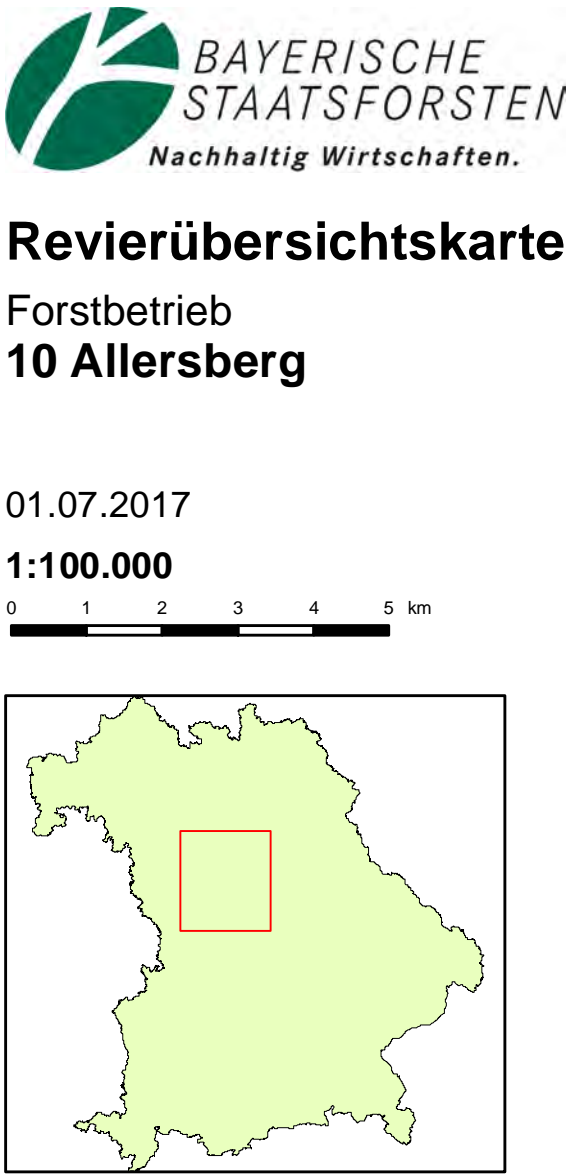 BAYERISCHE
STAATSFORSTEN
Nachhaltig Wirtschaften.
Revierübersichtskarte
Forstbetrieb
10 Allersberg
01.07.2017
1:100.000
0 1 2 3 4 5 km